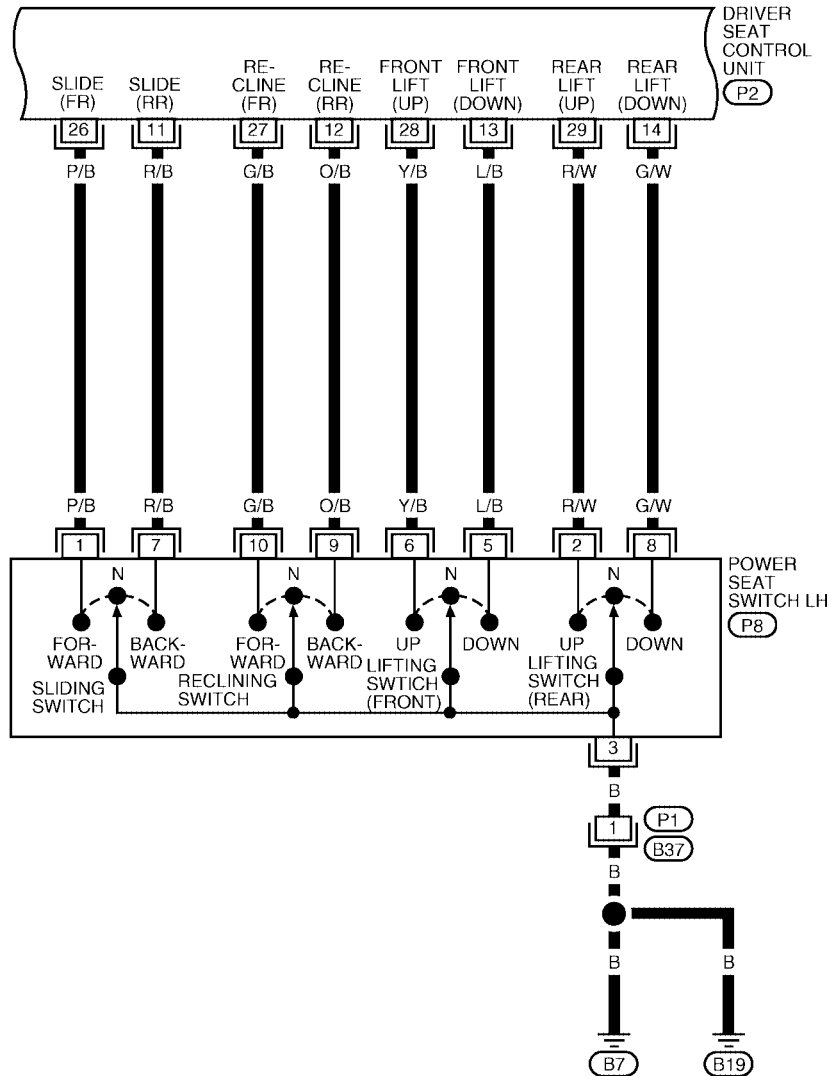 DRIVER
SEAT
CONTROL
UNIT
P2
SLIDE
(FR)
SLIDE
(RR)
RE-
CLINE
(FR)
RE-
CLINE
(RR)
FRONT
LIFT
(UP)
FRONT
LIFT
(DOWN)
REAR
LIFT
(UP)
REAR
LIFT
(DOWN)
26 11 27 12 28 13 29 14
P/B R/B G/B O/B Y/B L/B R/W G/W
P/B R/B G/B O/B Y/B L/B R/W G/W
1 7 10 9 6 5 2 8
POWER
SEAT
SWITCH LH
P8
N N N N
FOR-
WARD
BACK-
WARD
SLIDING
SWITCH
FOR-
WARD
BACK-
WARD
RECLINING
SWITCH
UP DOWN
LIFTING
SWTICH
(FRONT)
UP DOWN
LIFTING
SWITCH
(REAR)
3
B
1 P1
B37
B
B B
B7 B19